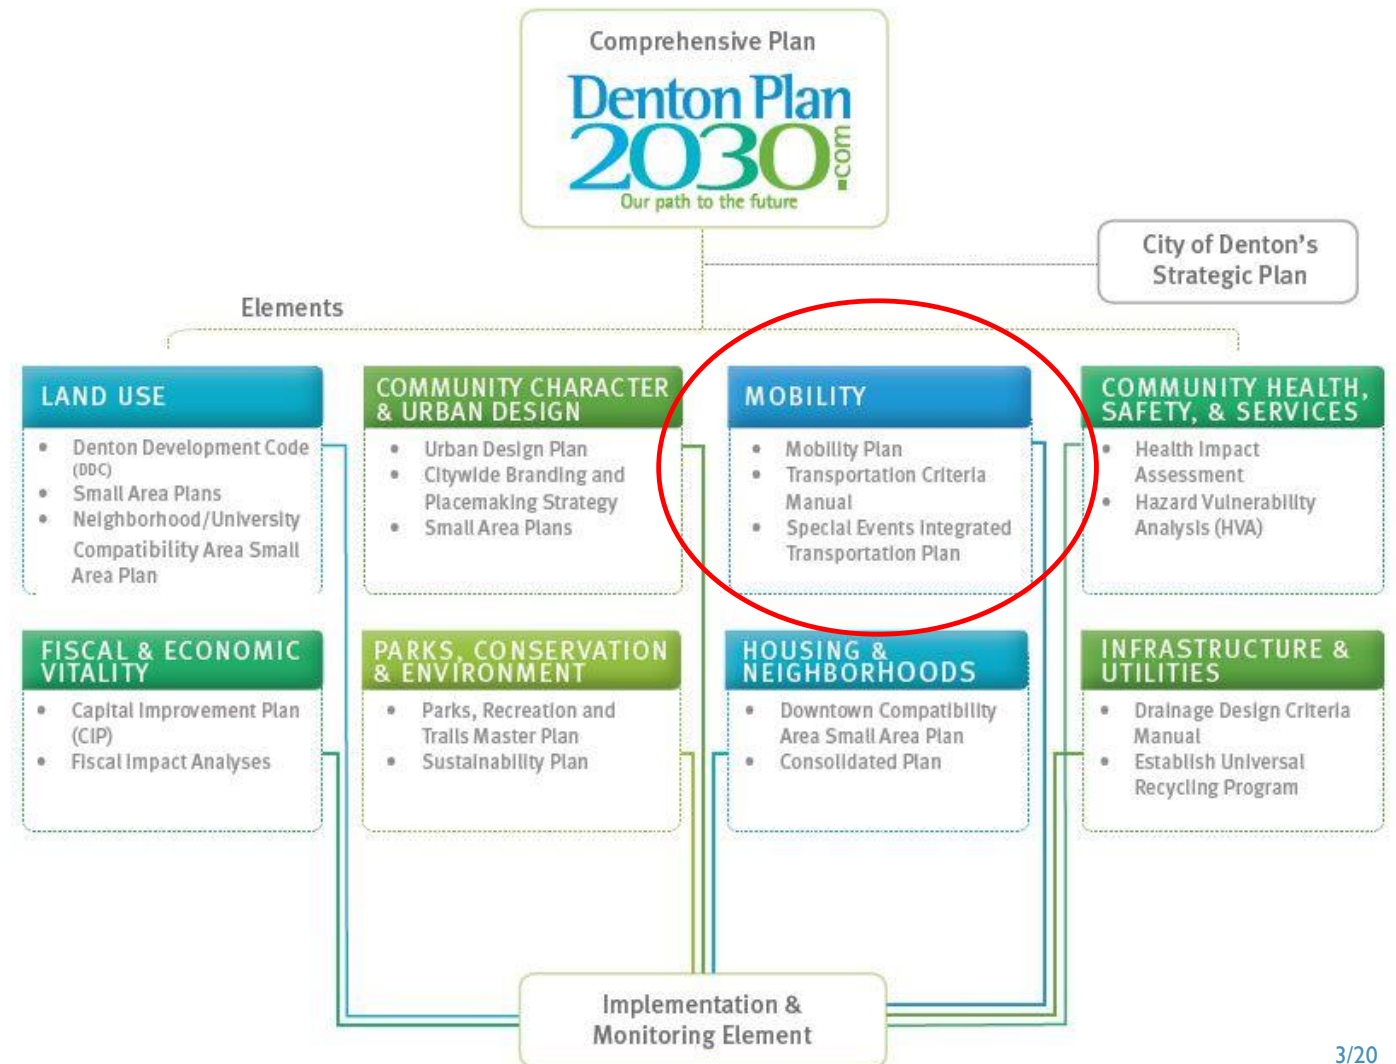 Comprehensive Plan
Denton Plan
2030.com
Our path to the future
City of Denton's
Strategic Plan
Elements
LAND USE
• Denton Development Code
(DDC)
• Small Area Plans
• Neighborhood/University
Compatibility Area Small
Area Plan
COMMUNITY CHARACTER
& URBAN DESIGN
• Urban Design Plan
• Citywide Branding and
Placemaking Strategy
• Small Area Plans
MOBILITY
• Mobility Plan
• Transportation Criteria
Manual
• Special Events Integrated
Transportation Plan
COMMUNITY HEALTH,
SAFETY, & SERVICES
• Health Impact
Assessment
• Hazard Vulnerability
Analysis (HVA)
FISCAL & ECONOMIC
VITALITY
• Capital Improvement Plan
(CIP)
• Fiscal Impact Analyses
PARKS, CONSERVATION
& ENVIRONMENT
• Parks, Recreation and
Trails Master Plan
• Sustainability Plan
HOUSING &
NEIGHBORHOODS
• Downtown Compatibility
Area Small Area Plan
• Consolidated Plan
INFRASTRUCTURE &
UTILITIES
• Drainage Design Criteria
Manual
• Establish Universal
Recycling Program
Implementation &
Monitoring Element
3/20